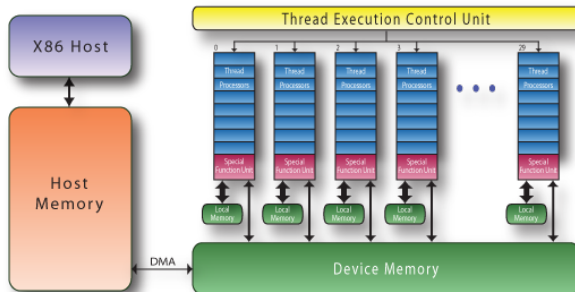 Thread Execution Control Unit
X86 Host
0
1
2
3
29
Thread
Processors
Thread
Processors
Thread
Processors
Thread
Processors
Thread
Processors
Special
Function Unit
Special
Function Unit
Special
Function Unit
Special
Function Unit
Special
Function Unit
Host
Memory
Local
Memory
Local
Memory
Local
Memory
Local
Memory
Local
Memory
DMA
Device Memory